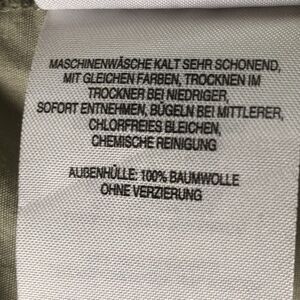 MASCHINENWÄSCHE KALT SEHR SCHONEND,
MIT GLEICHEN FARBEN, TROCKNEN IM
TROCKNER BEI NIEDRIGER,
SOFORT ENTNEHMEN, BÜGELN BEI MITTLERER,
CHLORFREIES BLEICHEN,
CHEMISCHE REINIGUNG
AUßENHÜLLE: 100% BAUMWOLLE
OHNE VERZIERUNG